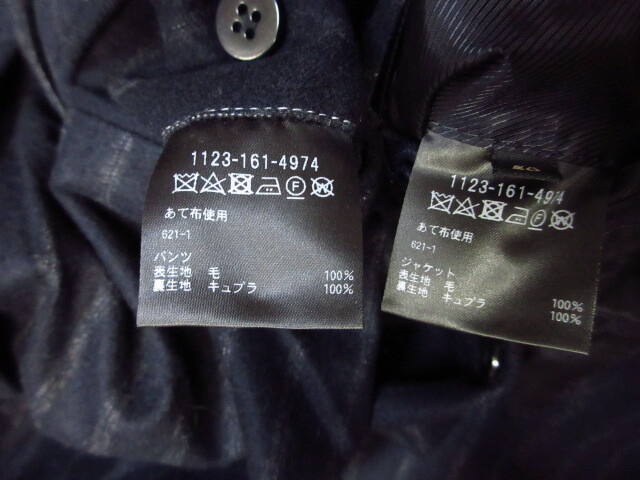 1123-161-4974
F W
あて布使用
621-1
パンツ
表生地 毛 100%
裏生地 キュプラ 100%
1123-161-4974
F W
あて布使用
621-1
ジャケット
表生地 毛 100%
裏生地 キュプラ 100%